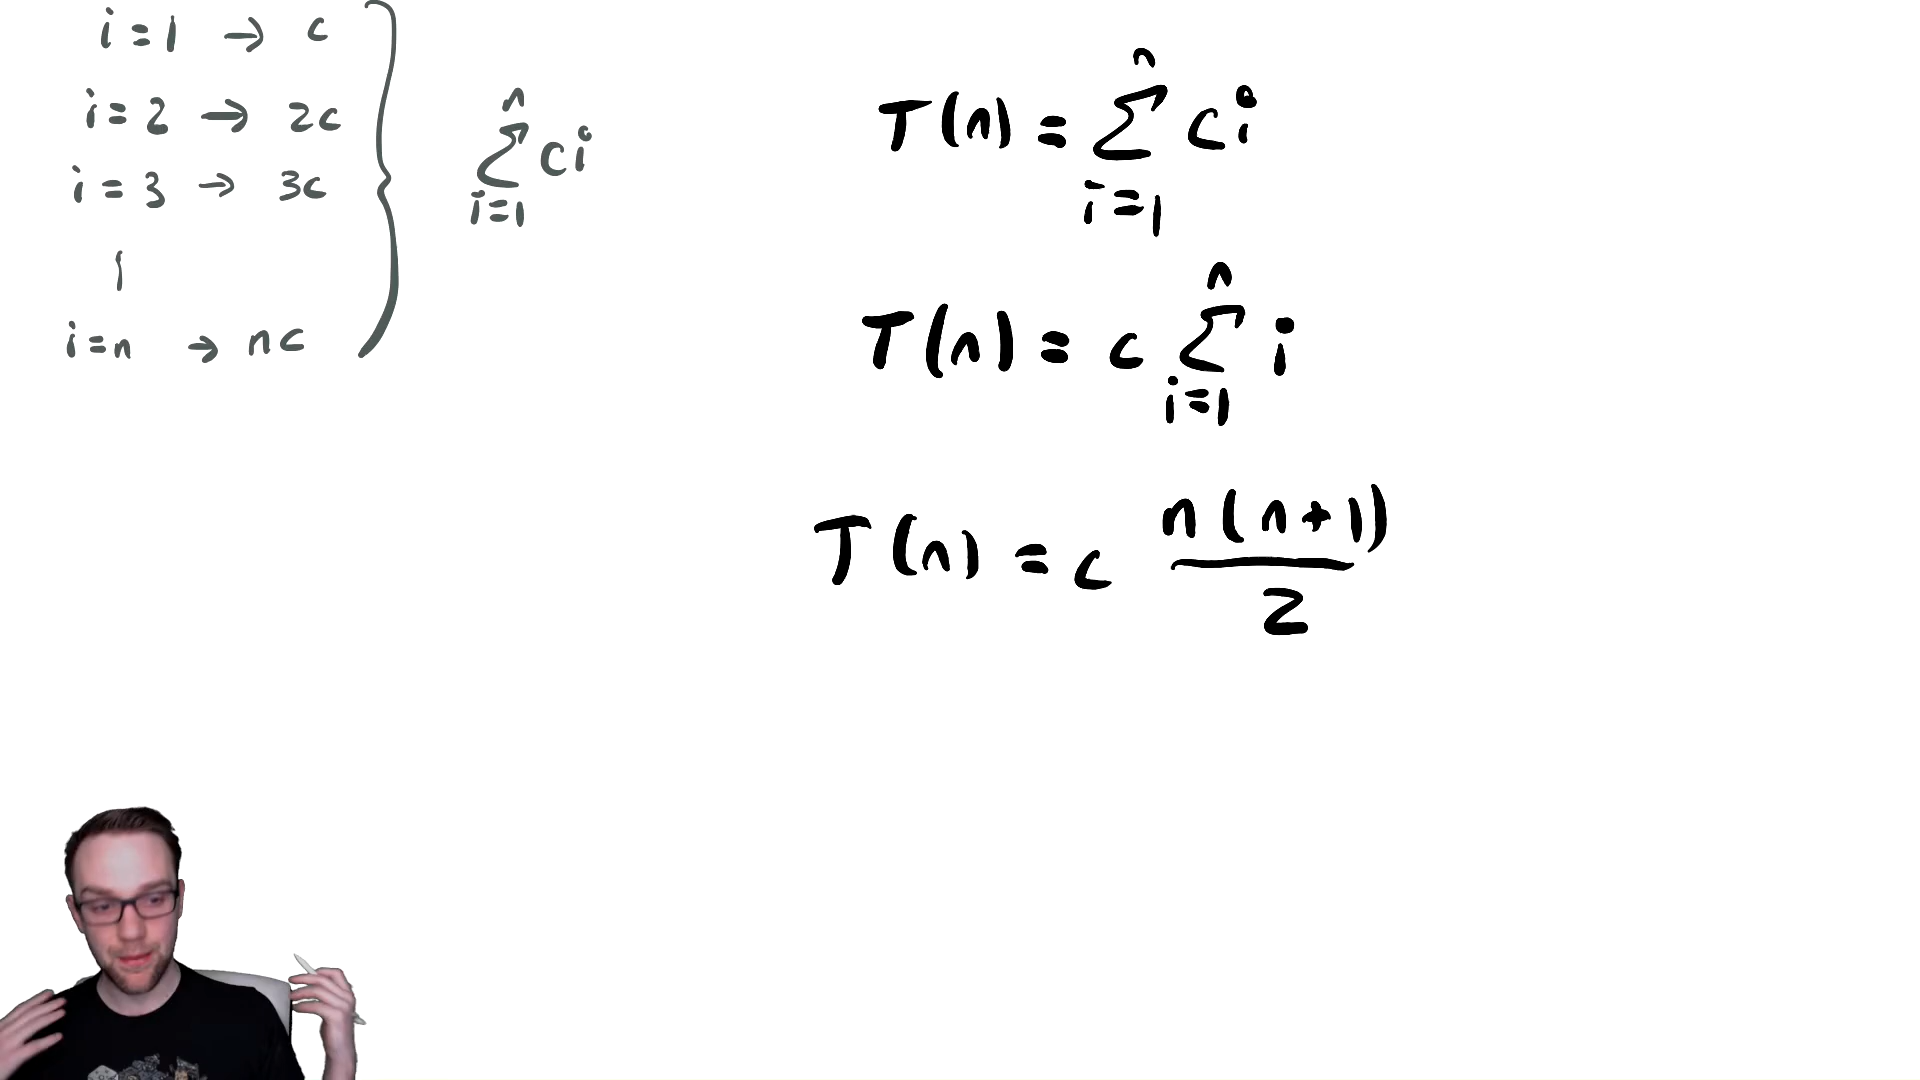 i = 1 → c
i = 2 → 2c
i = 3 → 3c
i = n → nc
n
∑ ci
i=1
n
T(n) = ∑ ci
i=1
n
T(n) = c ∑ i
i=1
T(n) = c n(n+1)
2